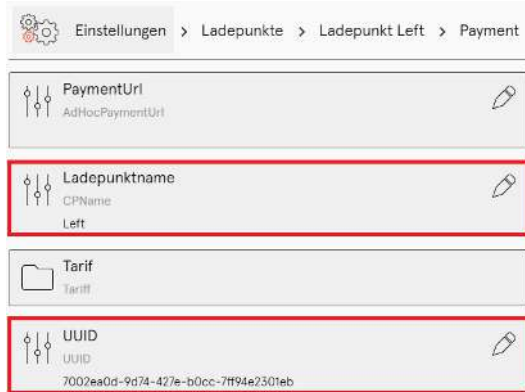 Einstellungen > Ladepunkte > Ladepunkt Left > Payment
PaymentUrl
AdHocPaymentUrl
Ladepunktname
CPName
Left
Tarif
Tariff
UUID
UUID
7002ea0d-9d74-427e-b0cc-7ff94e2301eb